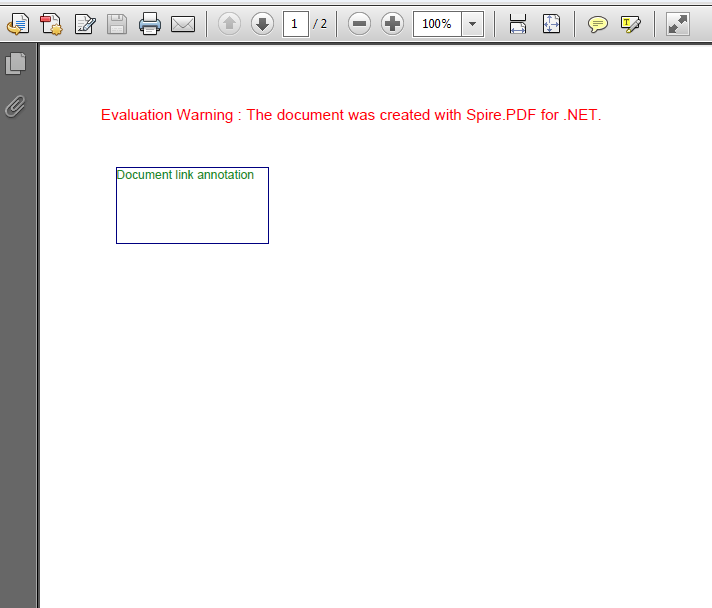 1 / 2 100%
Evaluation Warning : The document was created with Spire.PDF for .NET.
Document link annotation